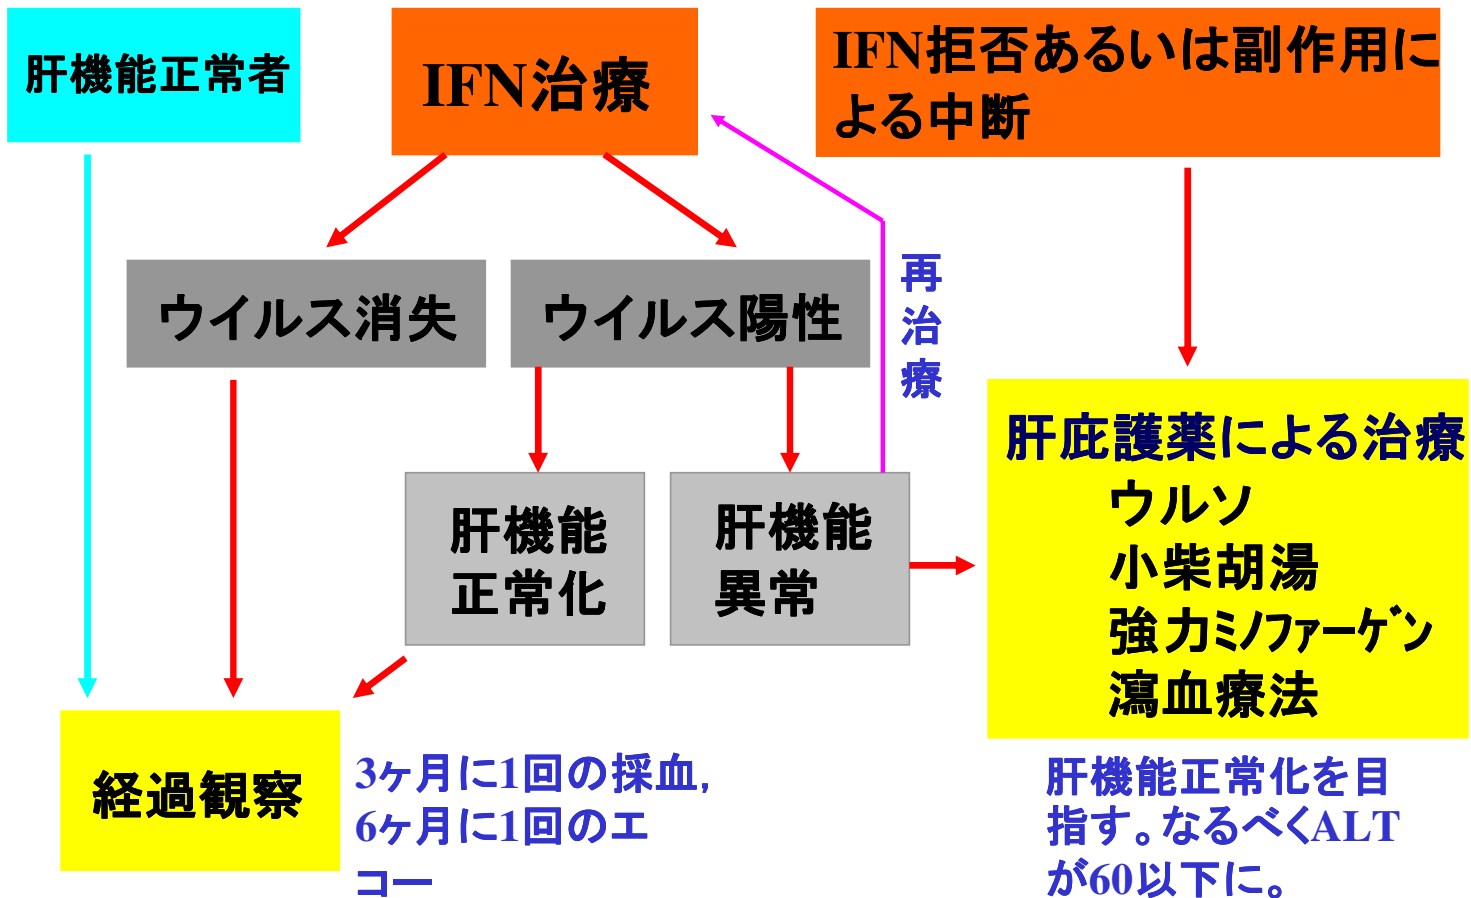 肝機能正常者
IFN治療
IFN拒否あるいは副作用に
よる中断
ウイルス消失
ウイルス陽性
再
治
療
肝機能
正常化
肝機能
異常
肝庇護薬による治療
ウルソ
小柴胡湯
強力ﾐﾉﾌｧｰｹﾞﾝ
瀉血療法
経過観察
3ヶ月に1回の採血,
6ヶ月に1回のエ
コー
肝機能正常化を目
指す。なるべくALT
が60以下に。